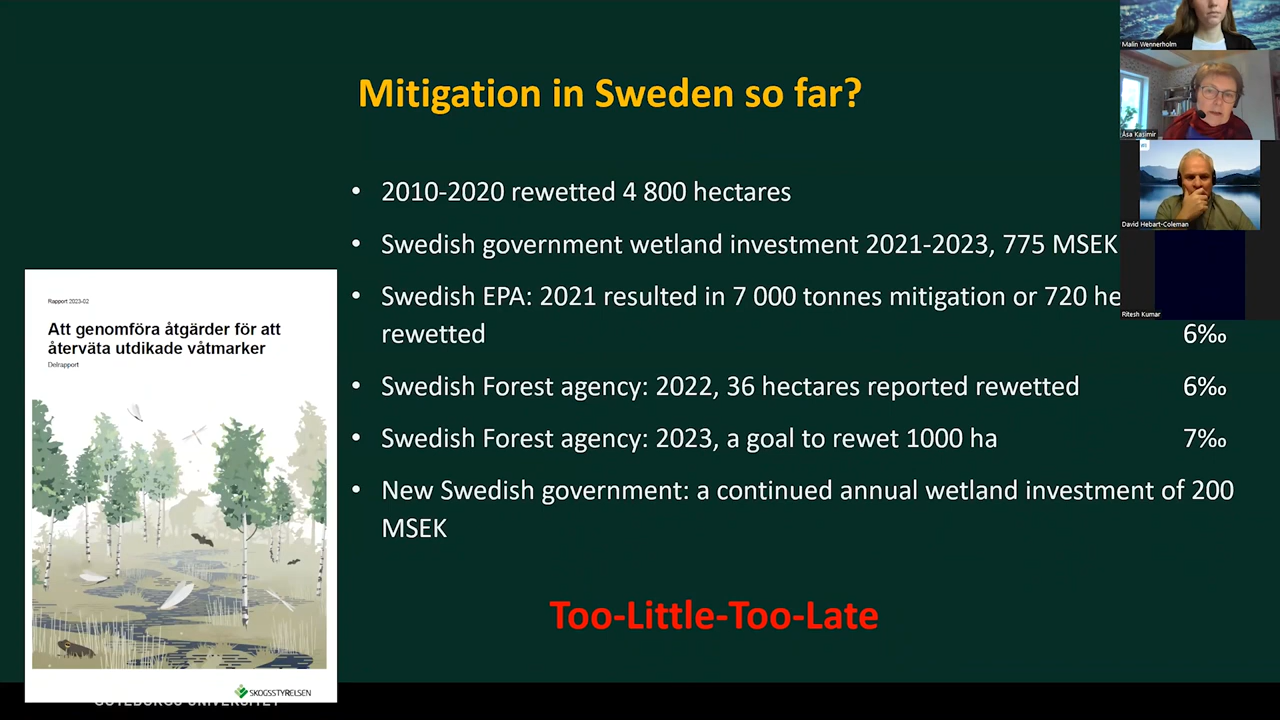 Mitigation in Sweden so far?
• 2010-2020 rewetted 4 800 hectares
• Swedish government wetland investment 2021-2023, 775 MSEK
• Swedish EPA: 2021 resulted in 7 000 tonnes mitigation or 720 he
rewetted 6‰
• Swedish Forest agency: 2022, 36 hectares reported rewetted 6‰
• Swedish Forest agency: 2023, a goal to rewet 1000 ha 7‰
• New Swedish government: a continued annual wetland investment of 200
MSEK
Too-Little-Too-Late
Rapport 2023-02
Att genomföra åtgärder för att
återväta utdikade våtmarker
Delrapport
SKOGSSTYRELSEN
GÖTEBORGS UNIVERSITET
Malin Wennerholm
Åsa Kasimir
David Hebart-Coleman
Ritesh Kumar